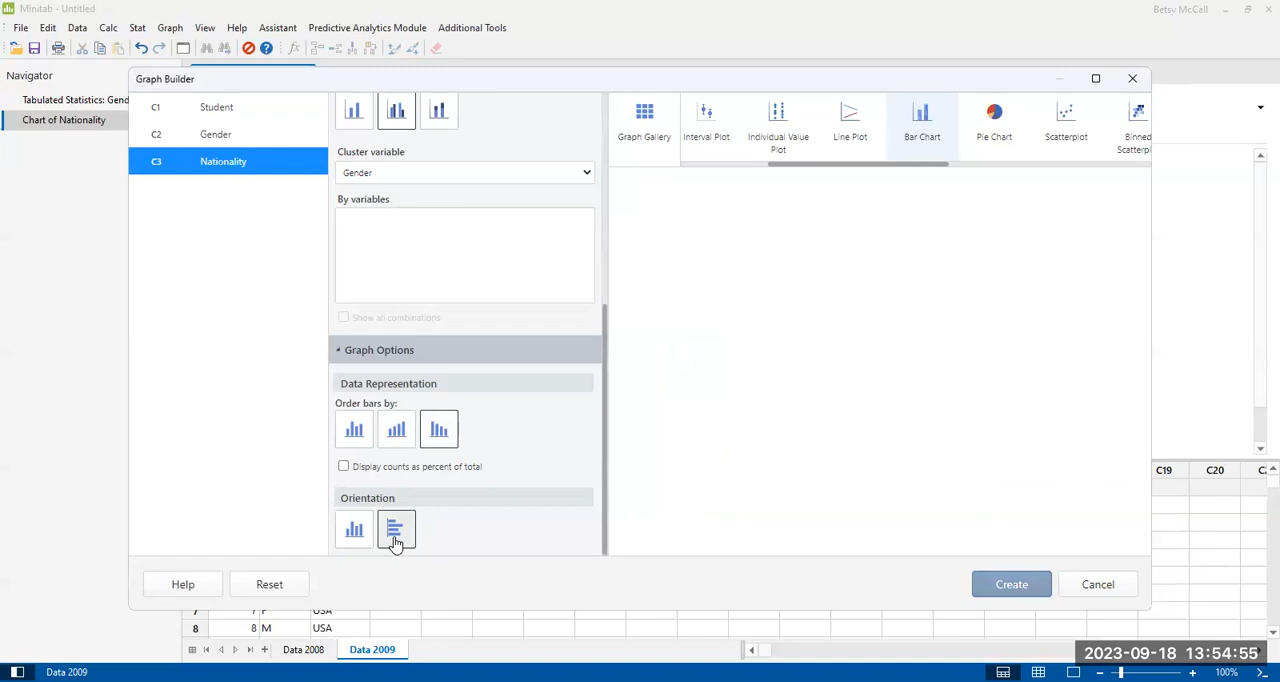 Minitab - Untitled
Betsy McCall
File Edit Data Calc Stat Graph View Help Assistant Predictive Analytics Module Additional Tools
Navigator
Tabulated Statistics: Gend
Chart of Nationality
Graph Builder
C1 Student
C2 Gender
C3 Nationality
Cluster variable
Gender
By variables
Show all combinations
Graph Options
Data Representation
Order bars by:
Display counts as percent of total
Orientation
Graph Gallery
Interval Plot
Individual Value
Plot
Line Plot
Bar Chart
Pie Chart
Scatterplot
Binned
Scatterpl
Help Reset Create Cancel
C19 C20
7 7 F USA
8 8 M USA
Data 2008 Data 2009
2023-09-18 13:54:55
Data 2009
100%